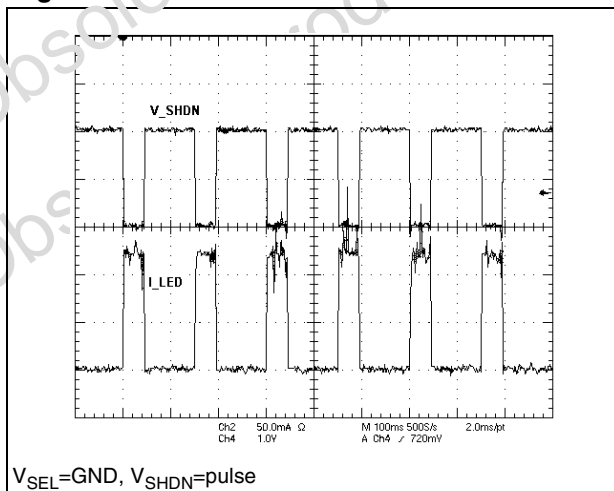 V_SHDN
I_LED
Ch2 50.0mA Ω M 100ms 500S/s 2.0ms/pt
Ch4 1.0V A Ch4 ∕ 720mV
VSEL=GND, VSHDN=pulse